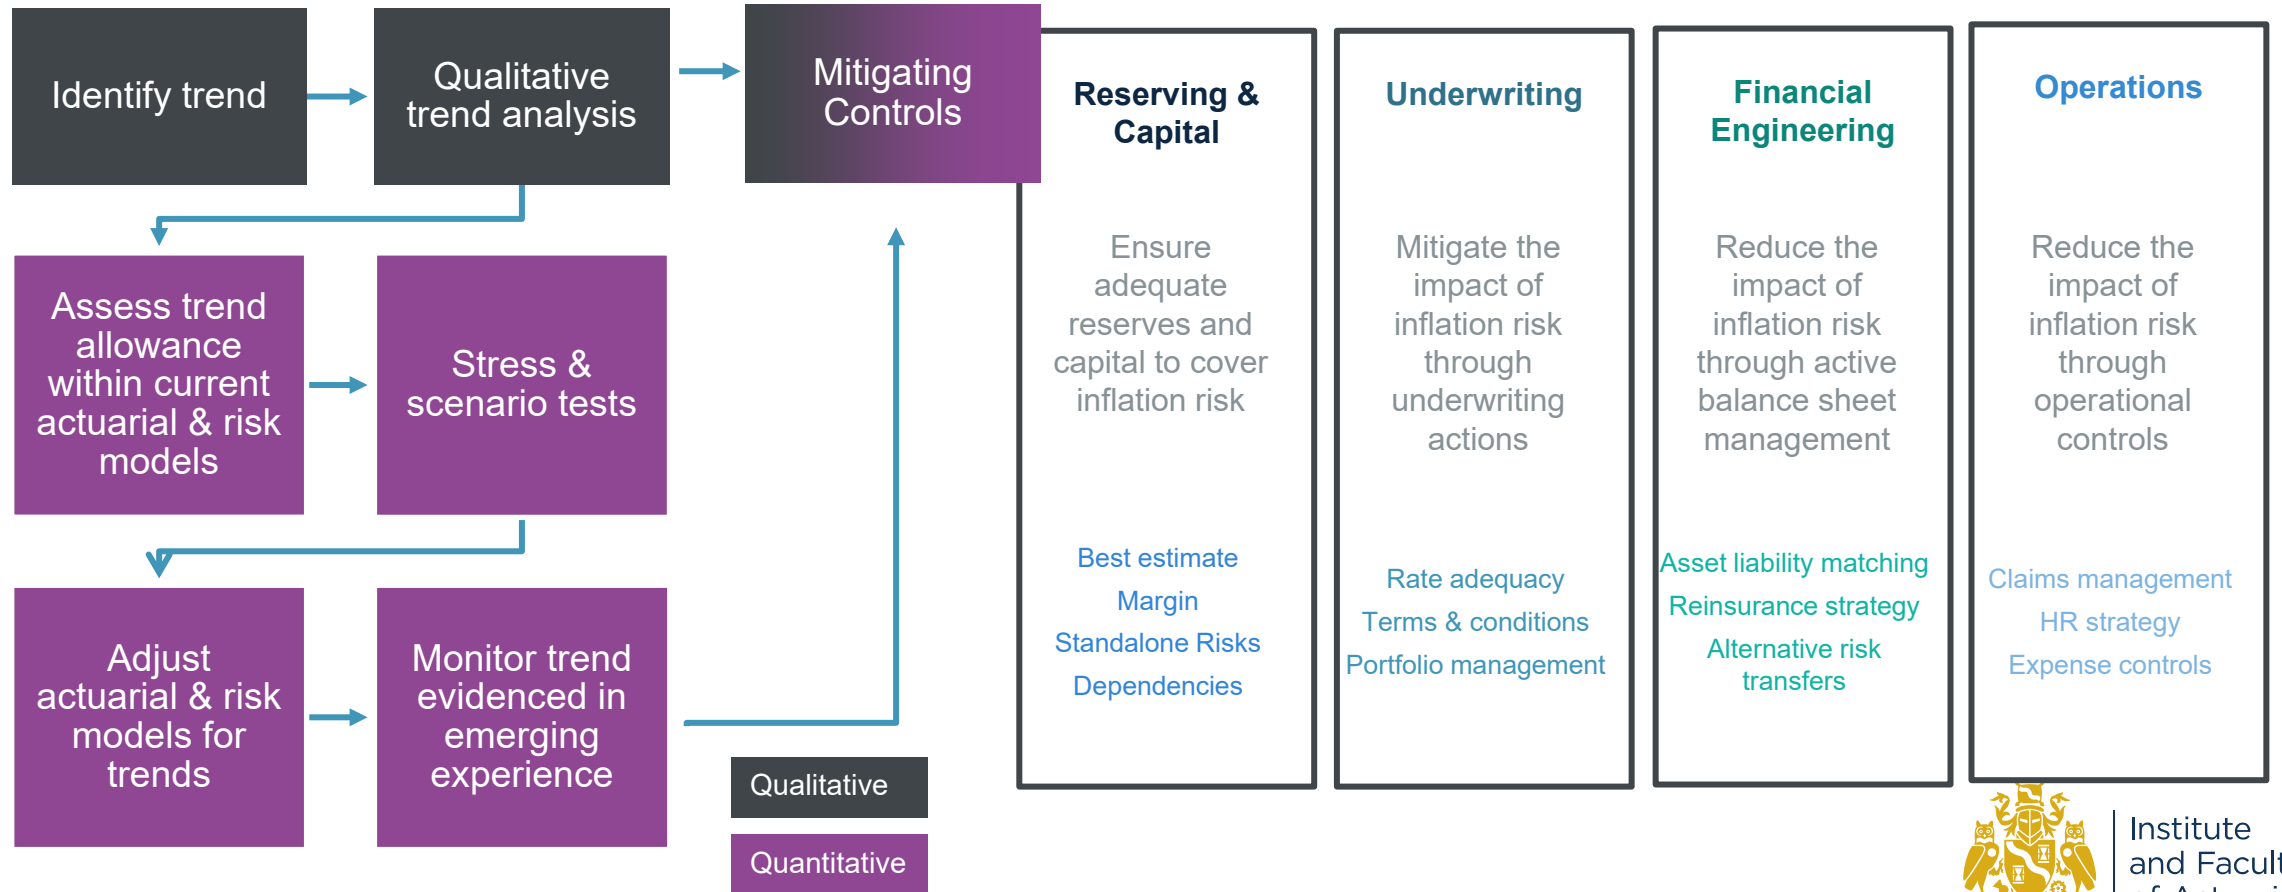 Identify trend
Qualitative
trend analysis
Mitigating
Controls
Assess trend
allowance
within current
actuarial & risk
models
Stress &
scenario tests
Adjust
actuarial & risk
models for
trends
Monitor trend
evidenced in
emerging
experience
Qualitative
Quantitative
Reserving &
Capital
Ensure
adequate
reserves and
capital to cover
inflation risk
Best estimate
Margin
Standalone Risks
Dependencies
Underwriting
Mitigate the
impact of
inflation risk
through
underwriting
actions
Rate adequacy
Terms & conditions
Portfolio management
Financial
Engineering
Reduce the
impact of
inflation risk
through active
balance sheet
management
Asset liability matching
Reinsurance strategy
Alternative risk
transfers
Operations
Reduce the
impact of
inflation risk
through
operational
controls
Claims management
HR strategy
Expense controls
Institute
and Facult
of